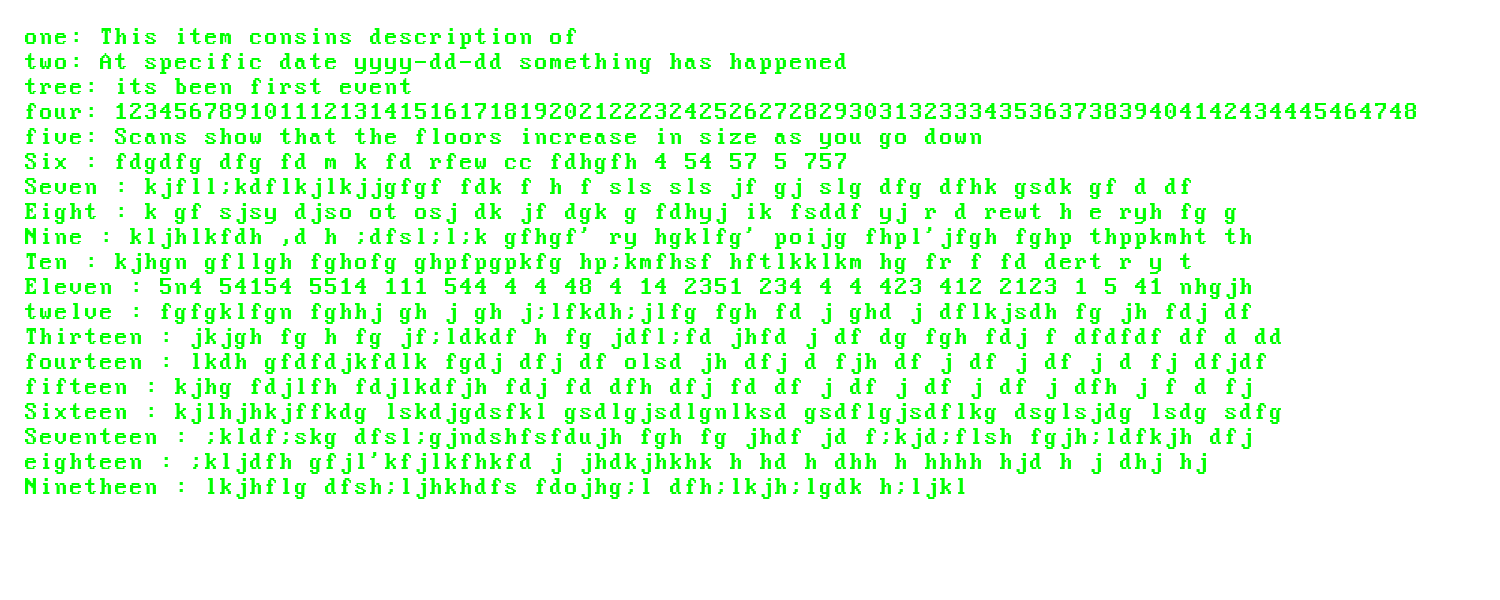 one: This item consins description of
two: At specific date yyyy-dd-dd something has happened
tree: its been first event
four: 123456789101112131415161718192021222324252627282930313233343536373839404142434445464748
five: Scans show that the floors increase in size as you go down
Six : fdgdfg dfg fd m k fd rfew cc fdhgfh 4 54 57 5 757
Seven : kjfll;kdflkjlkjjgfgf fdk f h f sls sls jf gj slg dfg dfhk gsdk gf d df
Eight : k gf sjsy djso ot osj dk jf dgk g fdhyj ik fsddf yj r d rewt h e ryh fg g
Nine : kljhlkfdh ,d h ;dfsl;l;k gfhgf' ry hgklfg' poijg fhpl'jfgh fghp thppkmht th
Ten : kjhgn gfllgh fghofg ghpfpgpkfg hp;kmfhsf hftlkklkm hg fr f fd dert r y t
Eleven : 5n4 54154 5514 111 544 4 4 48 4 14 2351 234 4 4 423 412 2123 1 5 41 nhgjh
twelve : fgfgklfgn fghhj gh j gh j;lfkdh;jlfg fgh fd j ghd j dflkjsdh fg jh fdj df
Thirteen : jkjgh fg h fg jf;ldkdf h fg jdfl;fd jhfd j df dg fgh fdj f dfdfdf df d dd
fourteen : lkdh gfdfdjkfdlk fgdj dfj df olsd jh dfj d fjh df j df j df j d fj dfjdf
fifteen : kjhg fdjlfh fdjlkdfjh fdj fd dfh dfj fd df j df j df j df j dfh j f d fj
Sixteen : kjlhjhkjffkdg lskdjgdsfkl gsdlgjsdlgnlksd gsdflgjsdflkg dsglsjdg lsdg sdfg
Seventeen : ;kldf;skg dfsl;gjndshfsfdujh fgh fg jhdf jd f;kjd;flsh fgjh;ldfkjh dfj
eighteen : ;kljdfh gfjl'kfjlkfhkfd j jhdkjhkhk h hd h dhh h hhhh hjd h j dhj hj
Ninetheen : lkjhflg dfsh;ljhkhdfs fdojhg;l dfh;lkjh;lgdk h;ljkl